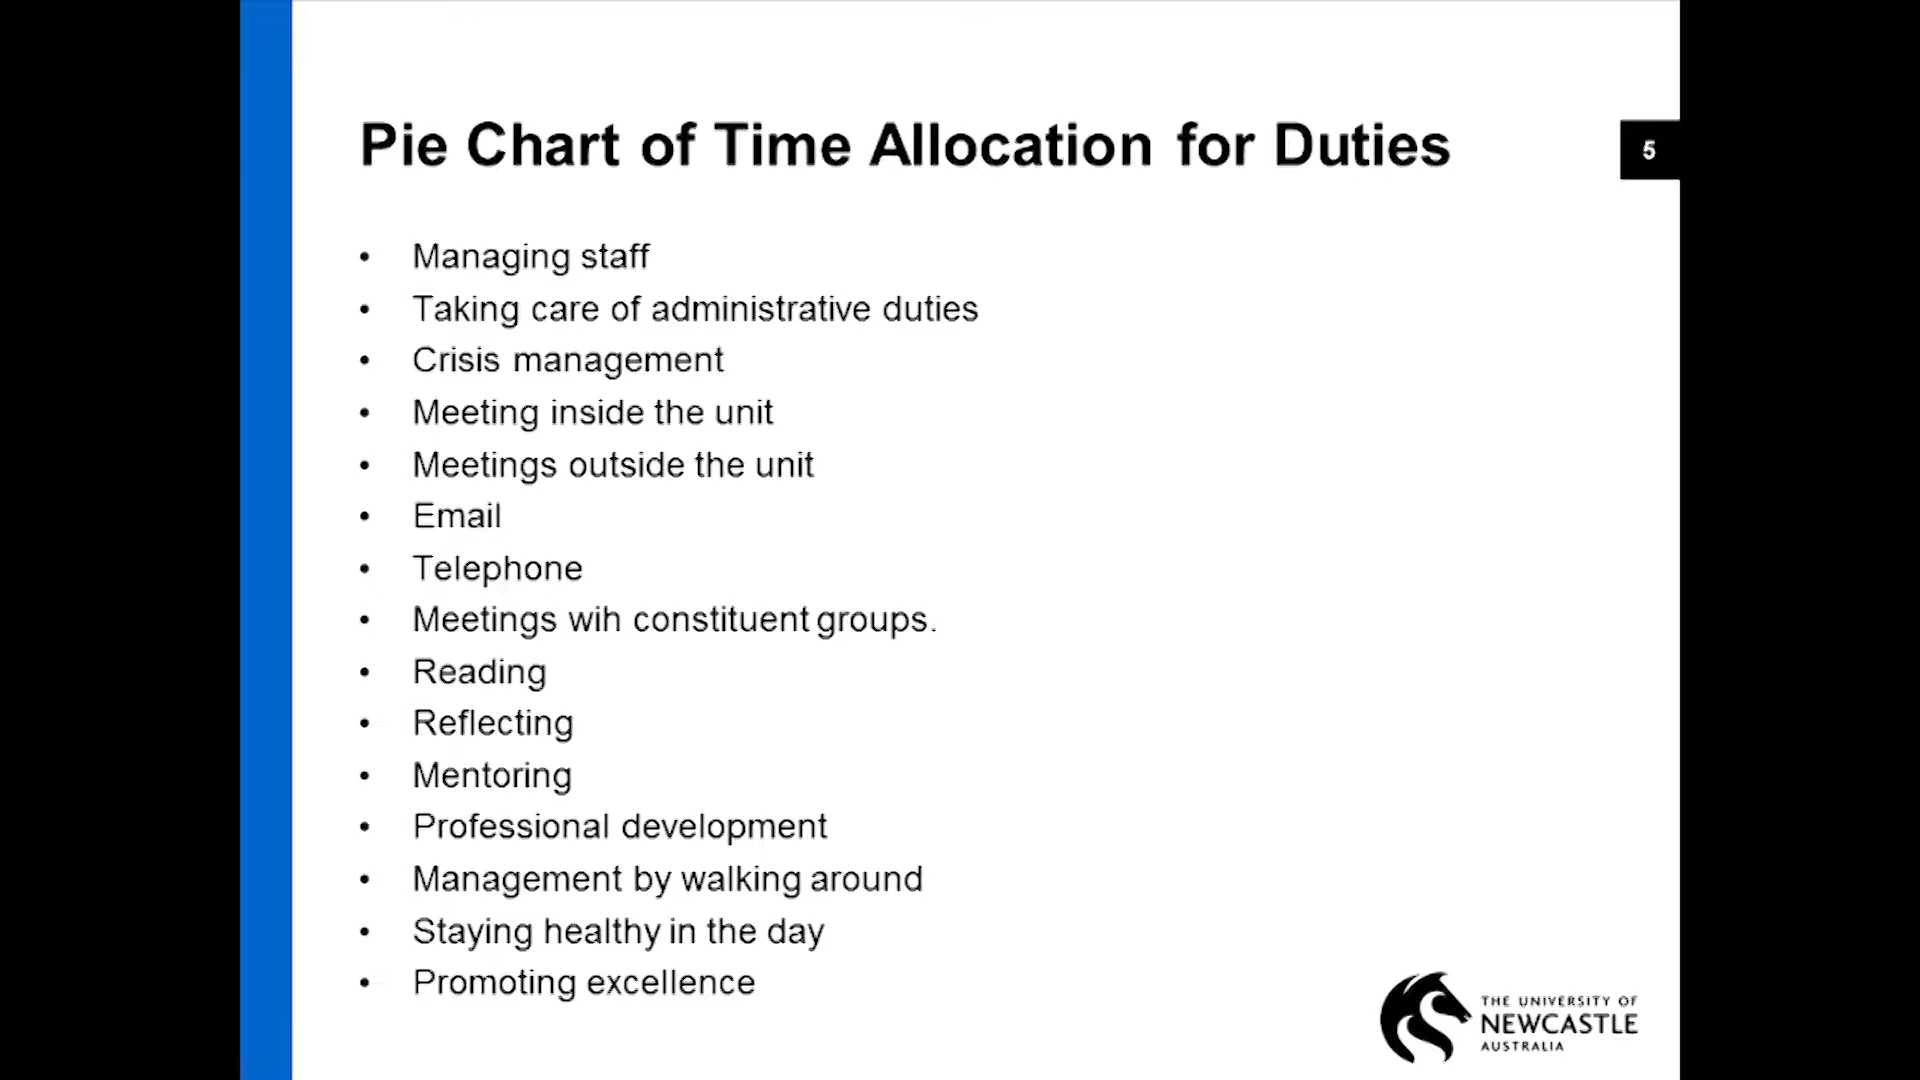 Pie Chart of Time Allocation for Duties
5
• Managing staff
• Taking care of administrative duties
• Crisis management
• Meeting inside the unit
• Meetings outside the unit
• Email
• Telephone
• Meetings wih constituent groups.
• Reading
• Reflecting
• Mentoring
• Professional development
• Management by walking around
• Staying healthy in the day
• Promoting excellence
THE UNIVERSITY OF
NEWCASTLE
AUSTRALIA